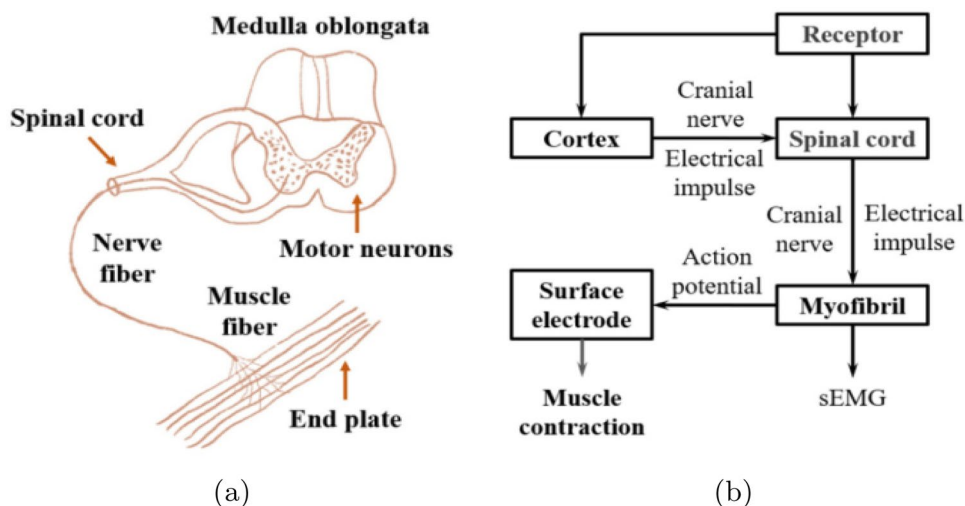 Medulla oblongata
Spinal cord
Motor neurons
Nerve
fiber
Muscle
fiber
End plate
(a)
Receptor
Cranial
nerve
Cortex
Spinal cord
Electrical
impulse
Cranial
nerve
Electrical
impulse
Action
potential
Surface
electrode
Myofibril
Muscle
contraction
sEMG
(b)